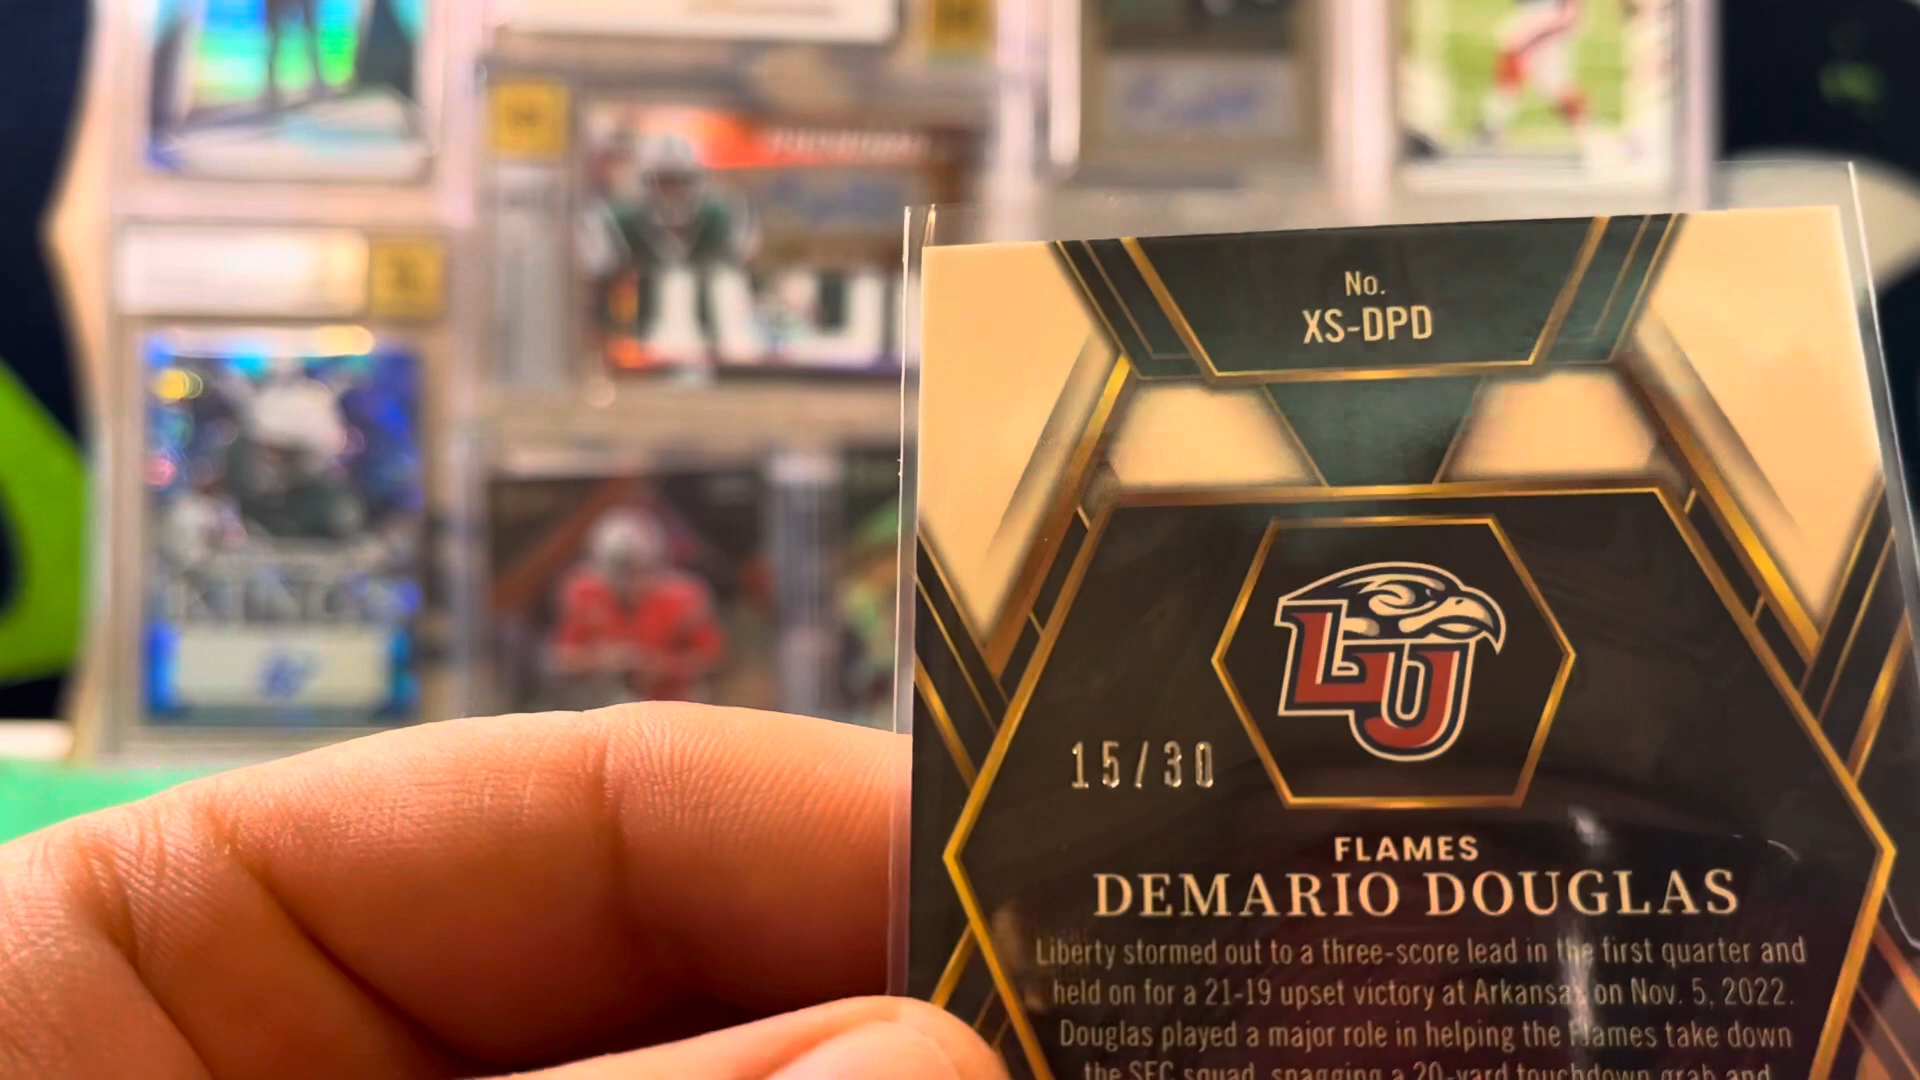 No.
XS-DPD
LU
15/30
FLAMES
DEMARIO DOUGLAS
Liberty stormed out to a three-score lead in the first quarter and
held on for a 21-19 upset victory at Arkansas on Nov. 5, 2022.
Douglas played a major role in helping the Flames take down
the SEC squad, snagging a 20-yard touchdown grab and